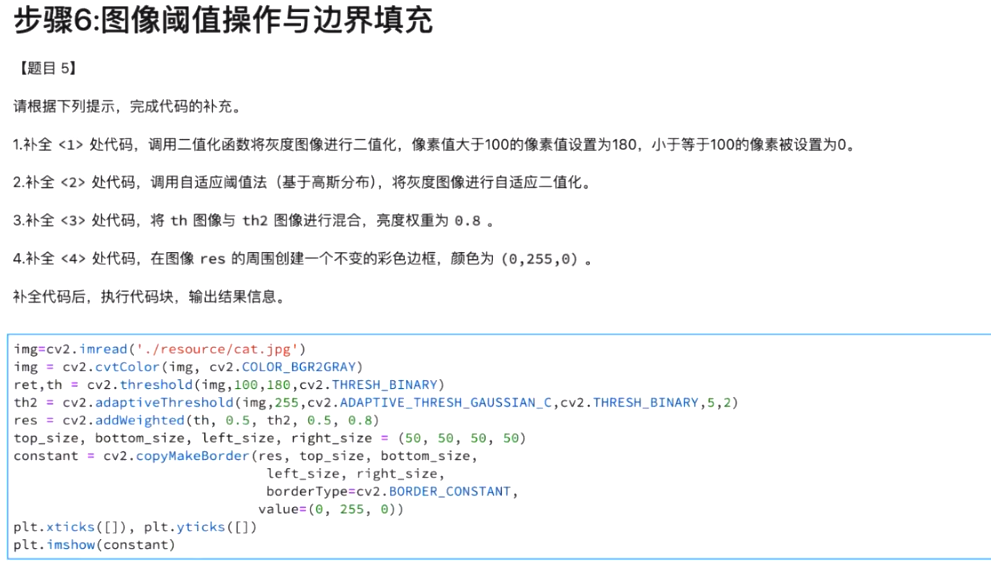 步骤6:图像阈值操作与边界填充
【题目 5】
请根据下列提示，完成代码的补充。
1.补全 <1> 处代码，调用二值化函数将灰度图像进行二值化，像素值大于100的像素值设置为180，小于等于100的像素被设置为0。
2.补全 <2> 处代码，调用自适应阈值法（基于高斯分布），将灰度图像进行自适应二值化。
3.补全 <3> 处代码，将 th 图像与 th2 图像进行混合，亮度权重为 0.8 。
4.补全 <4> 处代码，在图像 res 的周围创建一个不变的彩色边框，颜色为 (0,255,0) 。
补全代码后，执行代码块，输出结果信息。
img=cv2.imread('./resource/cat.jpg')
img = cv2.cvtColor(img, cv2.COLOR_BGR2GRAY)
ret,th = cv2.threshold(img,100,180,cv2.THRESH_BINARY)
th2 = cv2.adaptiveThreshold(img,255,cv2.ADAPTIVE_THRESH_GAUSSIAN_C,cv2.THRESH_BINARY,5,2)
res = cv2.addWeighted(th, 0.5, th2, 0.5, 0.8)
top_size, bottom_size, left_size, right_size = (50, 50, 50, 50)
constant = cv2.copyMakeBorder(res, top_size, bottom_size,
left_size, right_size,
borderType=cv2.BORDER_CONSTANT,
value=(0, 255, 0))
plt.xticks([]), plt.yticks([])
plt.imshow(constant)